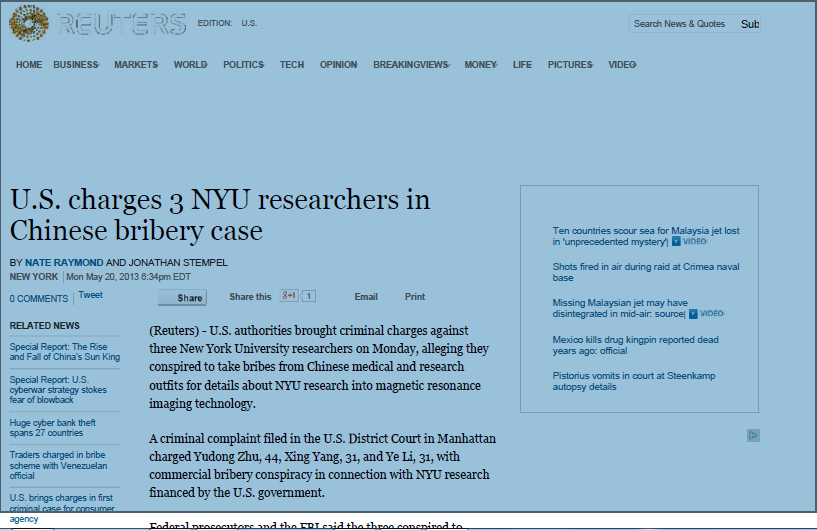 REUTERS
EDITION: U.S.
Search News & Quotes
Sub
HOME BUSINESS MARKETS WORLD POLITICS TECH OPINION BREAKINGVIEWS MONEY LIFE PICTURES VIDEO
U.S. charges 3 NYU researchers in
Chinese bribery case
BY NATE RAYMOND AND JONATHAN STEMPEL
NEW YORK | Mon May 20, 2013 6:34pm EDT
0 COMMENTS | Tweet
Share
Share this
g+1
1
Email
Print
RELATED NEWS
Special Report: The Rise
and Fall of China's Sun King
Special Report: U.S.
cyberwar strategy stokes
fear of blowback
Huge cyber bank theft
spans 27 countries
Traders charged in bribe
scheme with Venezuelan
official
U.S. brings charges in first
criminal case for consumer
agency
(Reuters) - U.S. authorities brought criminal charges against
three New York University researchers on Monday, alleging they
conspired to take bribes from Chinese medical and research
outfits for details about NYU research into magnetic resonance
imaging technology.
A criminal complaint filed in the U.S. District Court in Manhattan
charged Yudong Zhu, 44, Xing Yang, 31, and Ye Li, 31, with
commercial bribery conspiracy in connection with NYU research
financed by the U.S. government.
Federal prosecutors and the FBI said the three conspired to
Ten countries scour sea for Malaysia jet lost
in 'unprecedented mystery'| VIDEO
Shots fired in air during raid at Crimea naval
base
Missing Malaysian jet may have
disintegrated in mid-air: source| VIDEO
Mexico kills drug kingpin reported dead
years ago: official
Pistorius vomits in court at Steenkamp
autopsy details